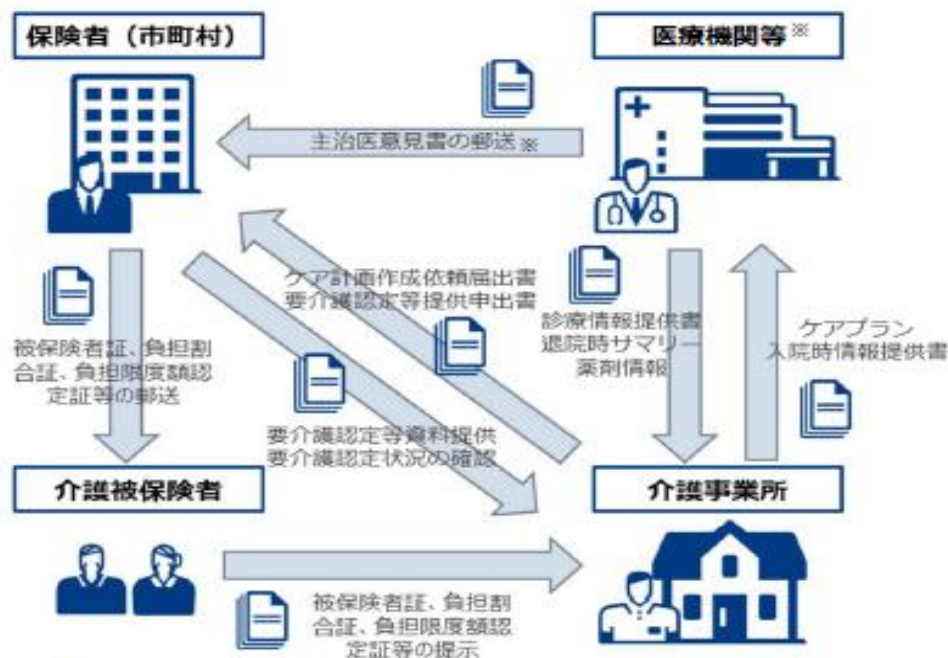 保険者（市町村）
医療機関等※
主治医意見書の郵送※
ケア計画作成依頼届出書
要介護認定等提供申出書
被保険者証、負担割
合証、負担限度額認
定証等の郵送
診療情報提供書
退院時サマリー
薬剤情報
ケアプラン
入院時情報提供書
要介護認定等資料提供
要介護認定状況の確認
介護被保険者
介護事業所
被保険者証、負担割
合証、負担限度額認
定証等の提示